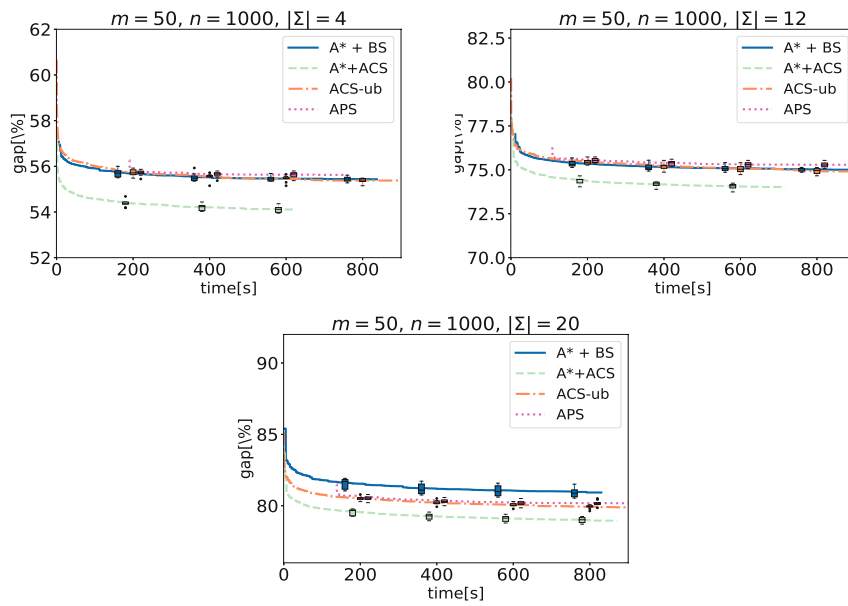 m = 50, n = 1000, |Σ| = 4
62
60
58
56
54
52
gap[\%]
0
200
400
600
800
time[s]
A* + BS
A*+ACS
ACS-ub
APS
m = 50, n = 1000, |Σ| = 12
82.5
80.0
77.5
75.0
72.5
70.0
gap[\%]
0
200
400
600
800
time[s]
A* + BS
A*+ACS
ACS-ub
APS
m = 50, n = 1000, |Σ| = 20
90
85
80
gap[\%]
0
200
400
600
800
time[s]
A* + BS
A*+ACS
ACS-ub
APS